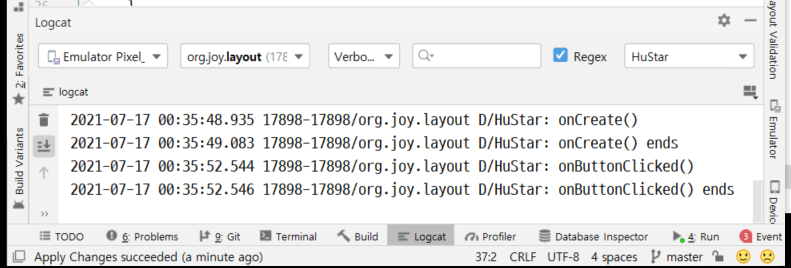 26
Logcat
Emulator Pixel_
org.joy.layout (178
Verbo...
Regex
HuStar
logcat
2021-07-17 00:35:48.935 17898-17898/org.joy.layout D/HuStar: onCreate()
2021-07-17 00:35:49.083 17898-17898/org.joy.layout D/HuStar: onCreate() ends
2021-07-17 00:35:52.544 17898-17898/org.joy.layout D/HuStar: onButtonClicked()
2021-07-17 00:35:52.546 17898-17898/org.joy.layout D/HuStar: onButtonClicked() ends
2: Favorites
Build Variants
ayout Validation
Emulator
Devic
TODO
6: Problems
9: Git
Terminal
Build
Logcat
Profiler
Database Inspector
4: Run
3 Event
Apply Changes succeeded (a minute ago)
37:2 CRLF UTF-8 4 spaces master